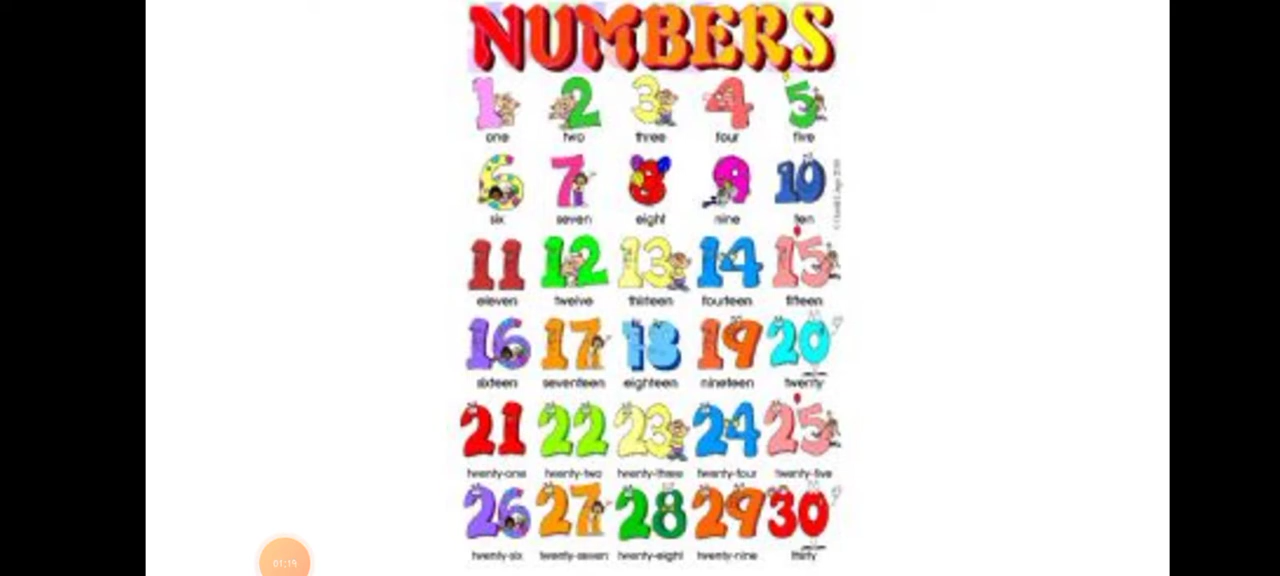 NUMBERS
1 2 3 4 5
one two three four five
6 7 8 9 10
six seven eight nine ten
11 12 13 14 15
eleven twelve thirteen fourteen fifteen
16 17 18 19 20
sixteen seventeen eighteen nineteen twenty
21 22 23 24 25
twenty-one twenty-two twenty-three twenty-four twenty-five
26 27 28 29 30
twenty-six twenty-seven twenty-eight twenty-nine thirty
01:19